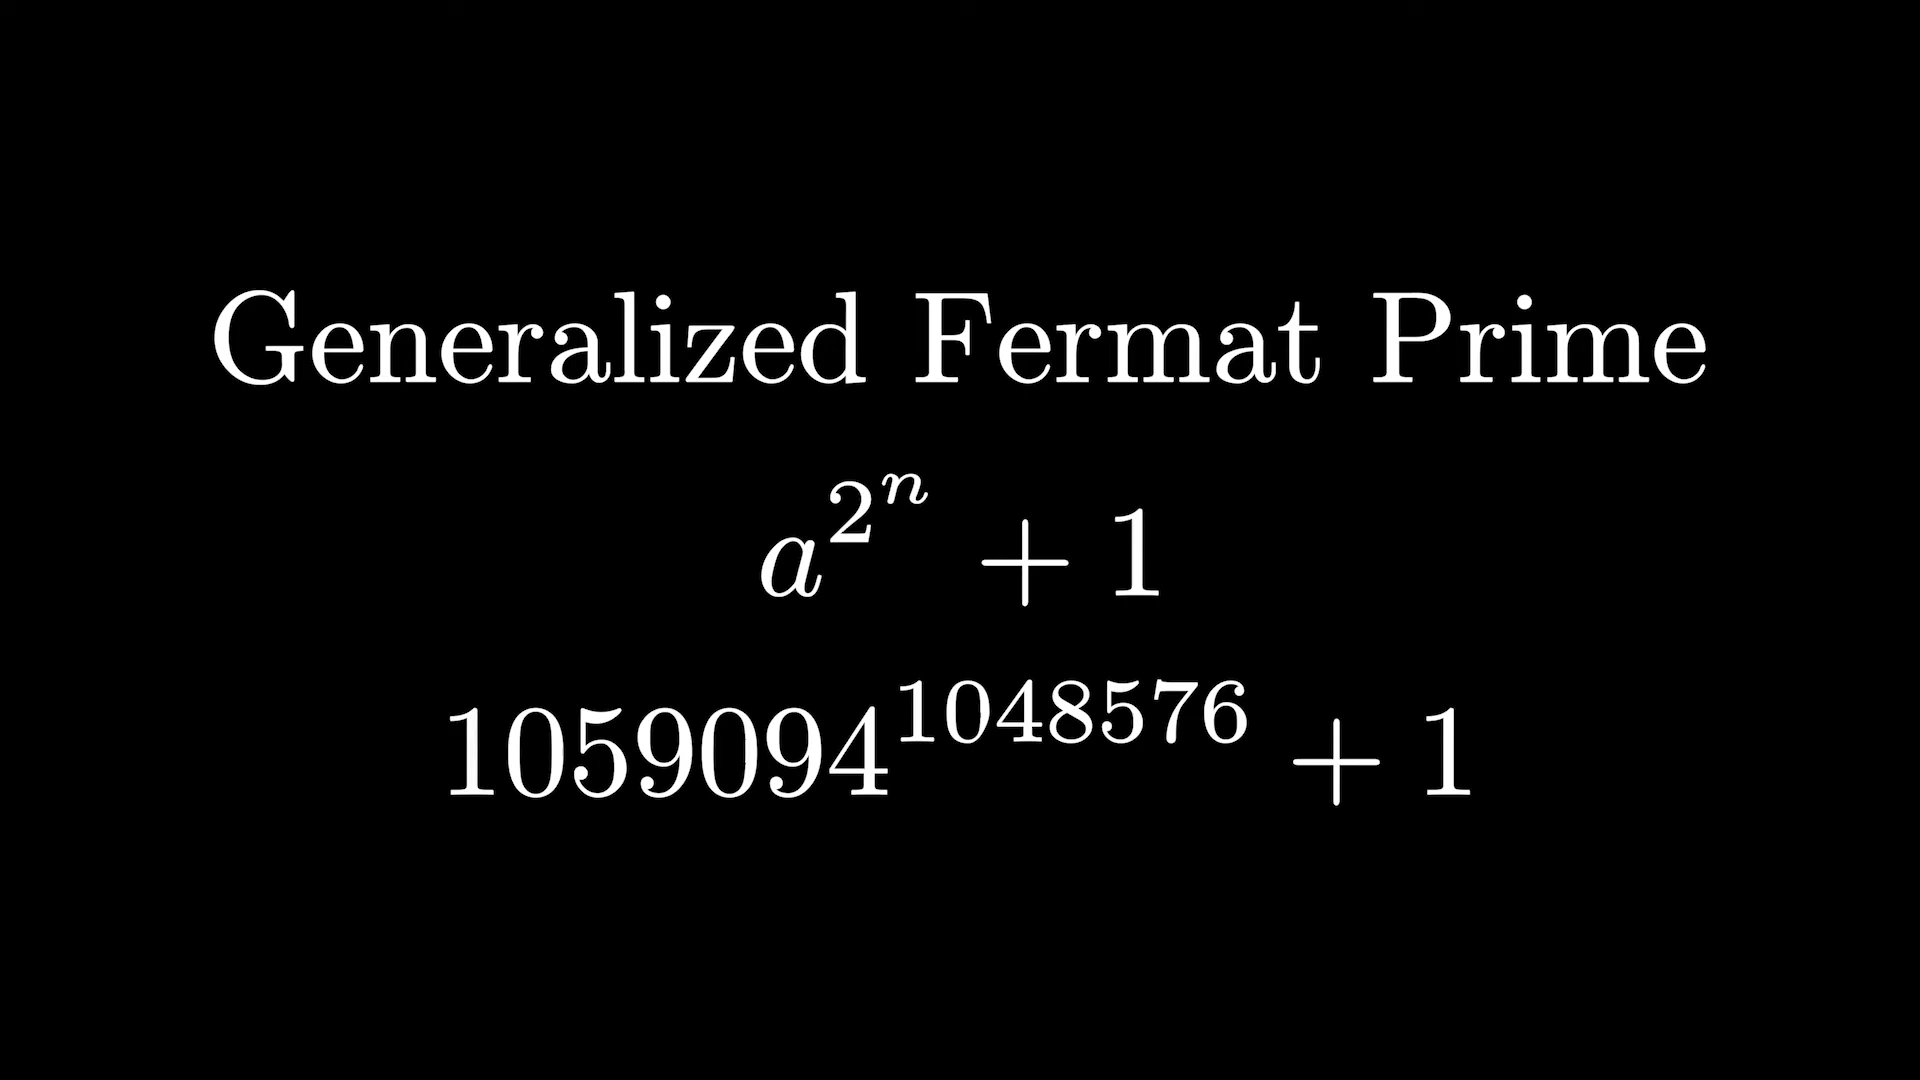 Generalized Fermat Prime
a^{2^n} + 1
1059094^{1048576} + 1